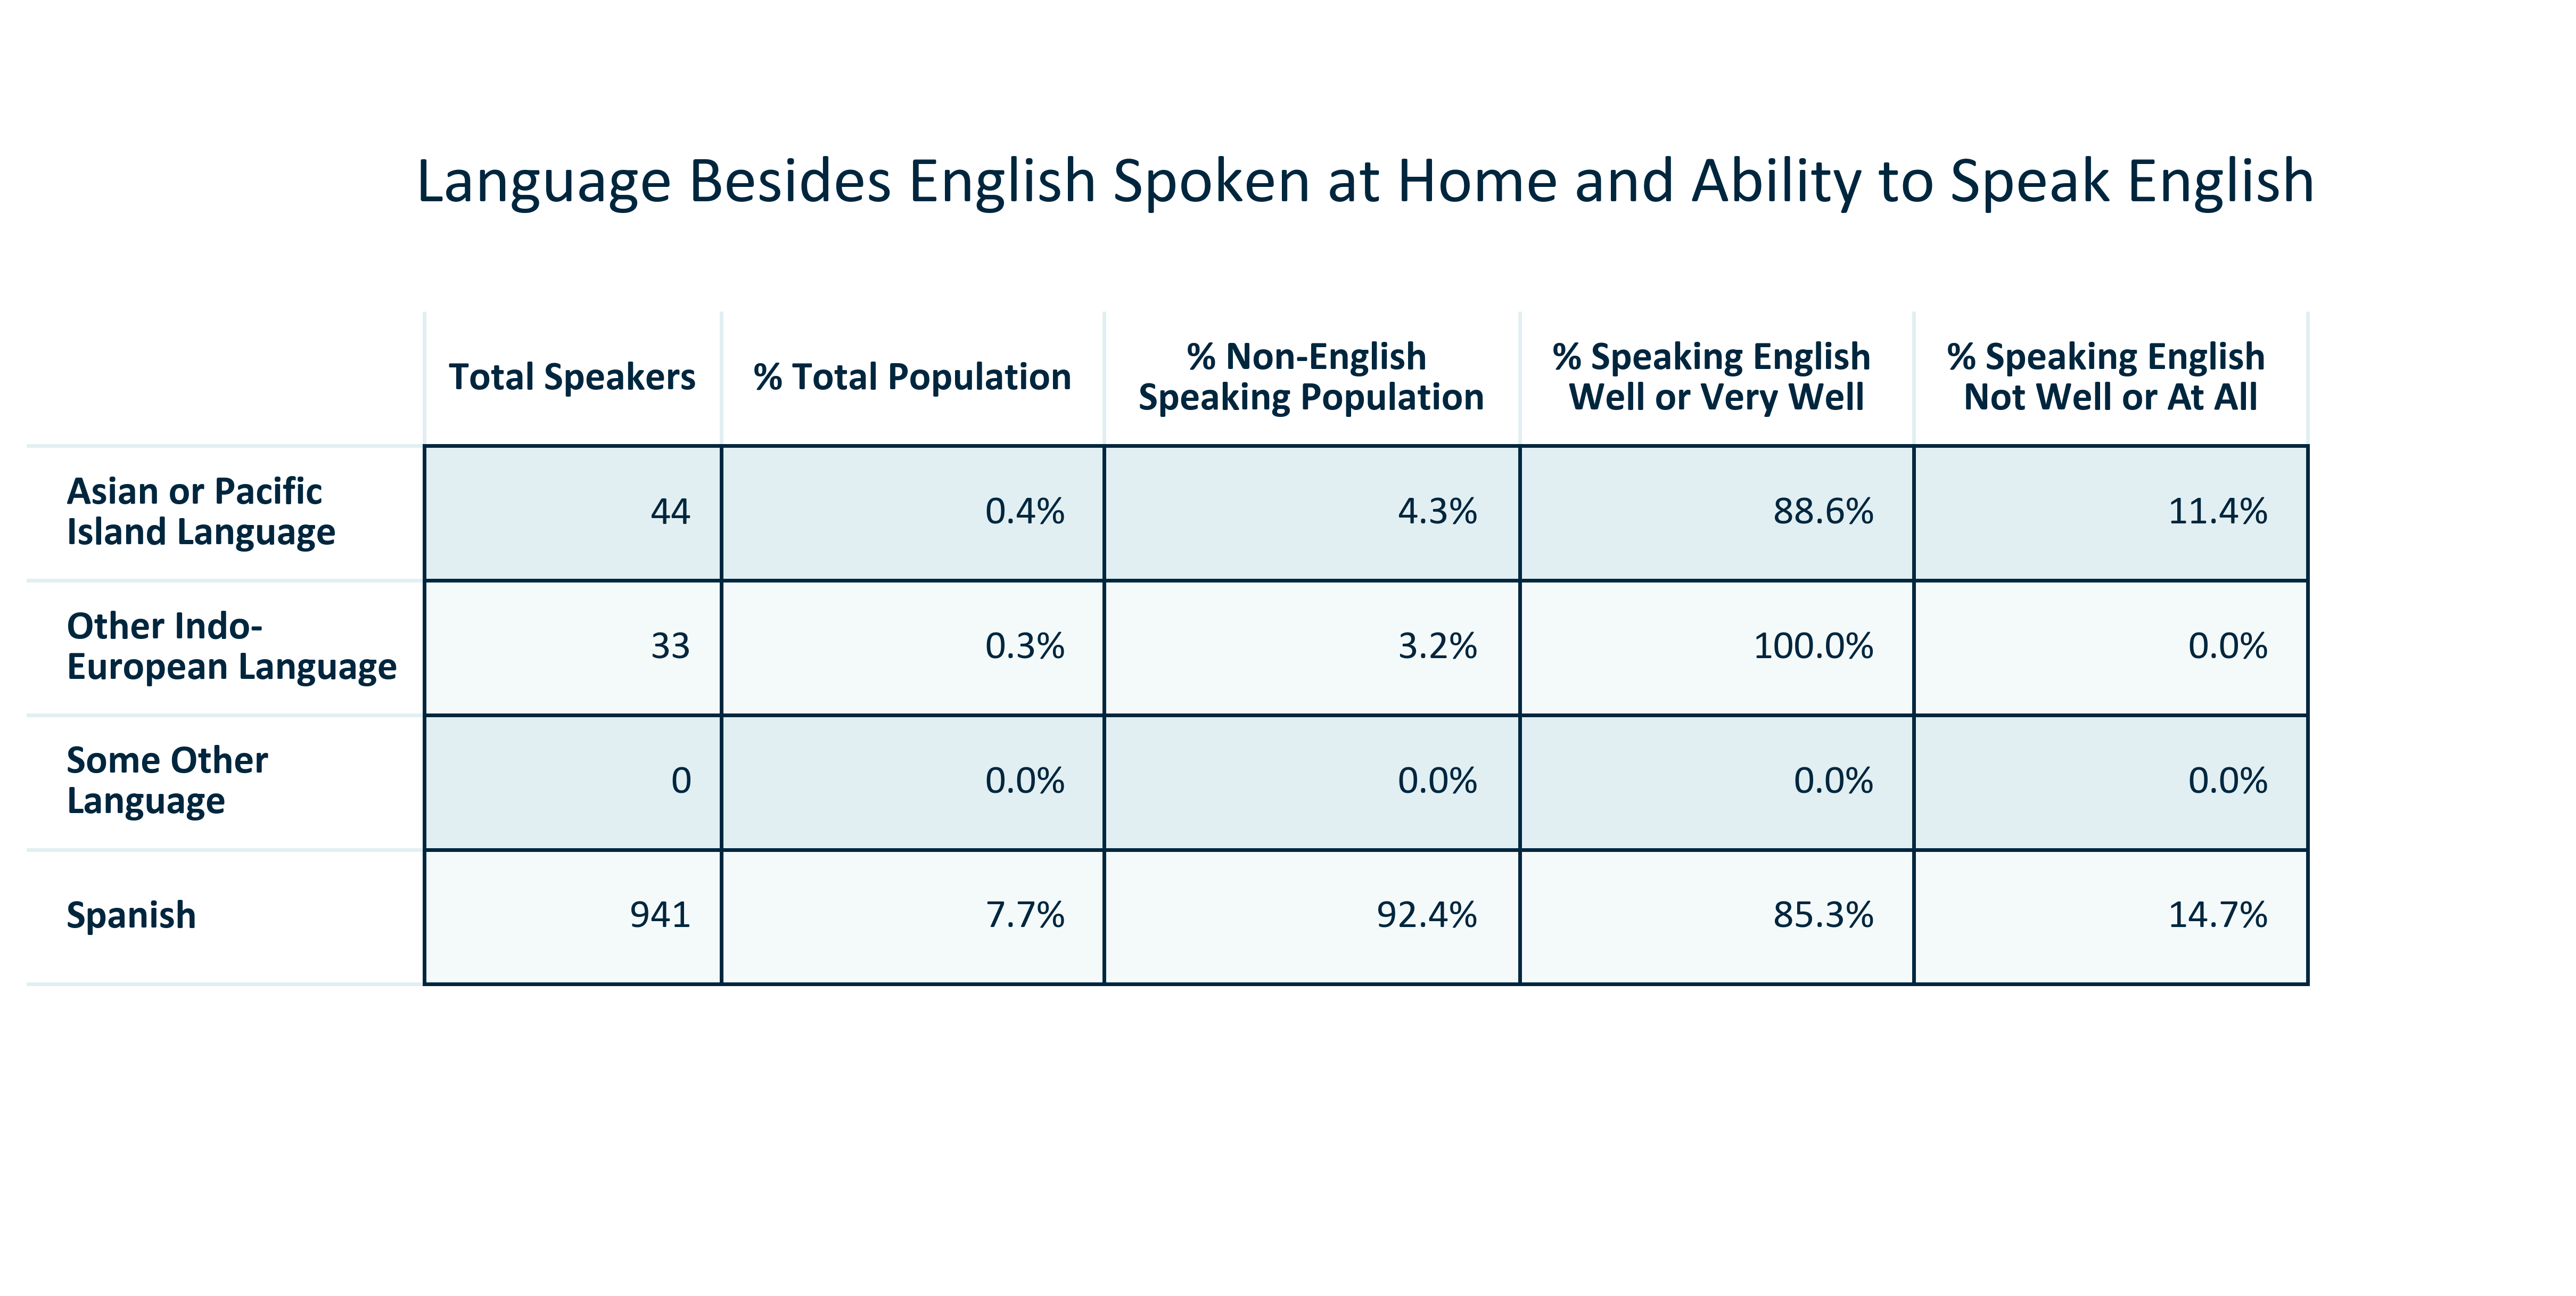 Language Besides English Spoken at Home and Ability to Speak English
Total Speakers
% Total Population
% Non-English
Speaking Population
% Speaking English
Well or Very Well
% Speaking English
Not Well or At All
Asian or Pacific
Island Language
44
0.4%
4.3%
88.6%
11.4%
Other Indo-
European Language
33
0.3%
3.2%
100.0%
0.0%
Some Other
Language
0
0.0%
0.0%
0.0%
0.0%
Spanish
941
7.7%
92.4%
85.3%
14.7%